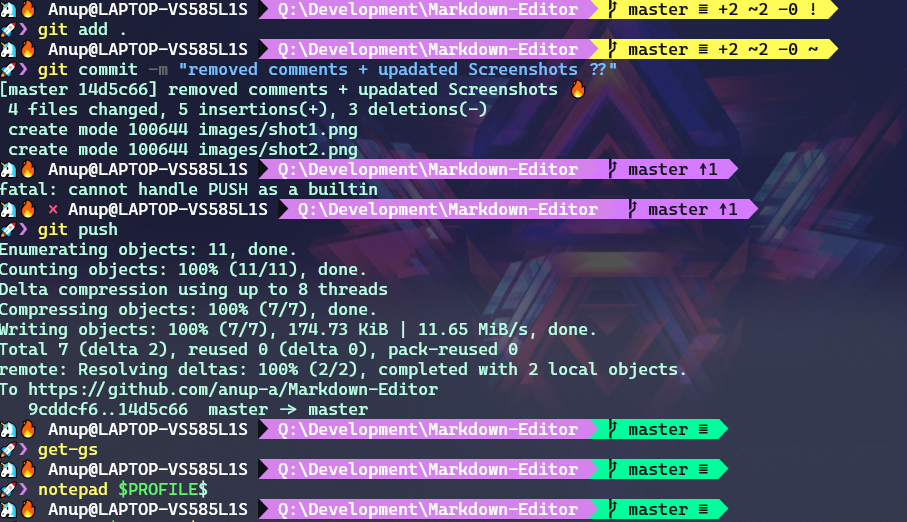 Anup@LAPTOP-VS585L1S Q:\Development\Markdown-Editor master ≡ +2 ~2 -0 !
❯ git add .
Anup@LAPTOP-VS585L1S Q:\Development\Markdown-Editor master ≡ +2 ~2 -0 ~
❯ git commit -m "removed comments + upadated Screenshots ??"
[master 14d5c66] removed comments + upadated Screenshots 🔥
4 files changed, 5 insertions(+), 3 deletions(-)
create mode 100644 images/shot1.png
create mode 100644 images/shot2.png
Anup@LAPTOP-VS585L1S Q:\Development\Markdown-Editor master ↑1
fatal: cannot handle PUSH as a builtin
× Anup@LAPTOP-VS585L1S Q:\Development\Markdown-Editor master ↑1
❯ git push
Enumerating objects: 11, done.
Counting objects: 100% (11/11), done.
Delta compression using up to 8 threads
Compressing objects: 100% (7/7), done.
Writing objects: 100% (7/7), 174.73 KiB | 11.65 MiB/s, done.
Total 7 (delta 2), reused 0 (delta 0), pack-reused 0
remote: Resolving deltas: 100% (2/2), completed with 2 local objects.
To https://github.com/anup-a/Markdown-Editor
9cddcf6..14d5c66 master -> master
Anup@LAPTOP-VS585L1S Q:\Development\Markdown-Editor master ≡
❯ get-gs
Anup@LAPTOP-VS585L1S Q:\Development\Markdown-Editor master ≡
❯ notepad $PROFILE$
Anup@LAPTOP-VS585L1S Q:\Development\Markdown-Editor master ≡